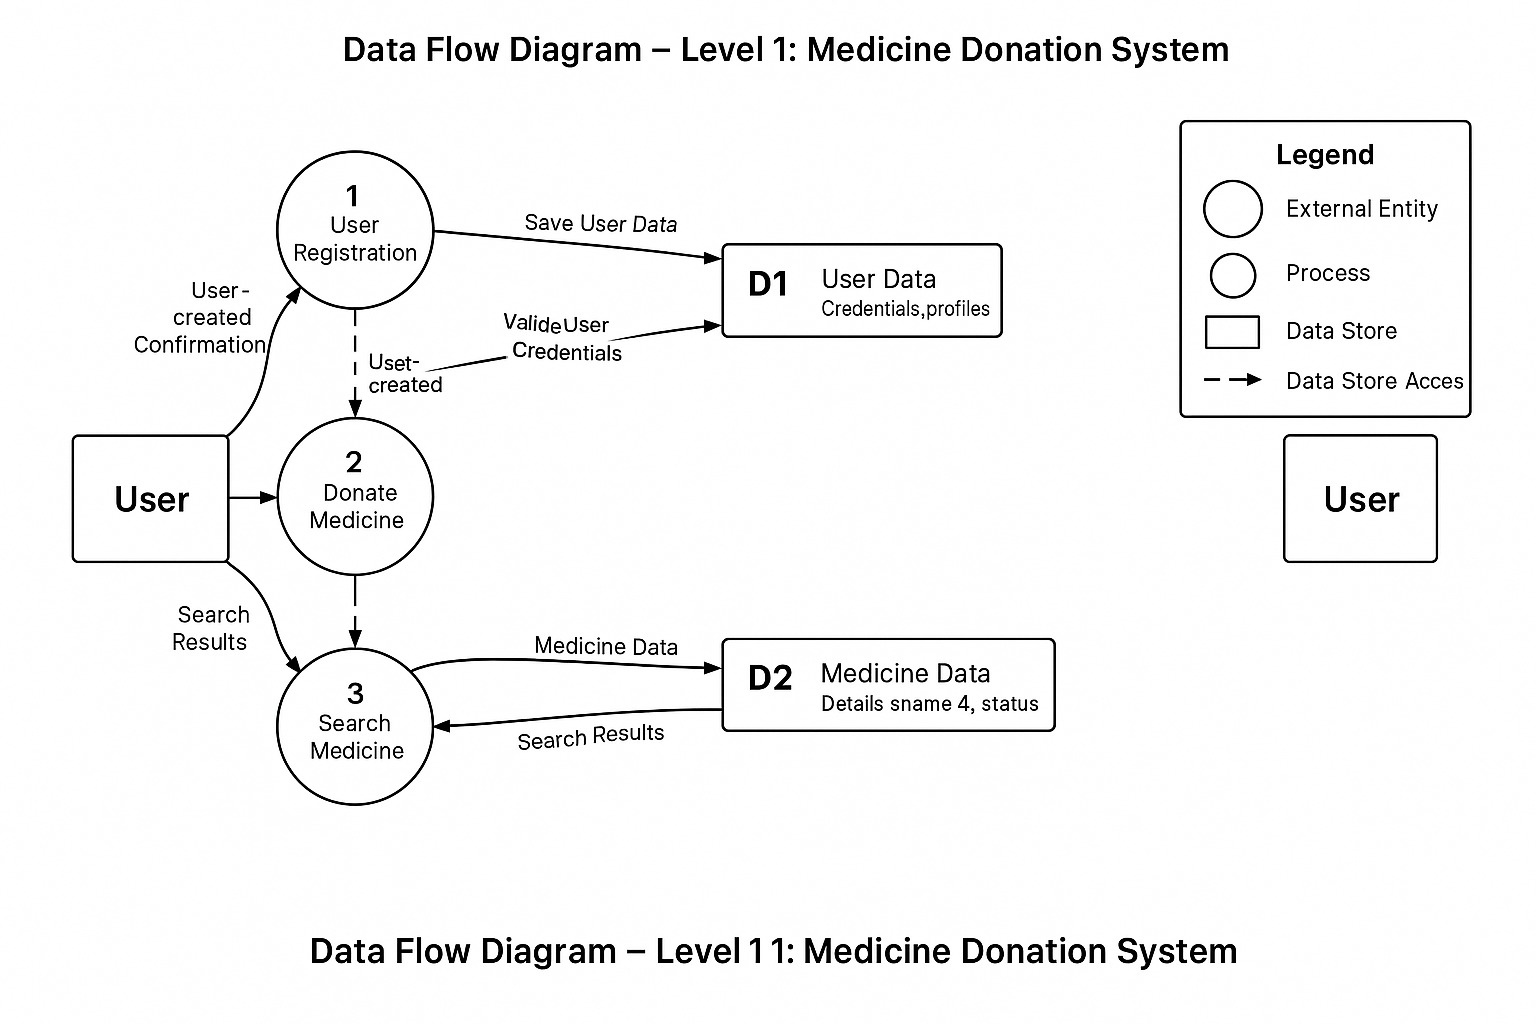 Data Flow Diagram – Level 1: Medicine Donation System
1
User
Registration
Save User Data
D1 User Data
Credentials,profiles
User-
created
Confirmation
ValideUser
Credentials
Uset-
created
User
2
Donate
Medicine
Search
Results
3
Search
Medicine
Medicine Data
D2 Medicine Data
Details sname 4, status
Search Results
Legend
External Entity
Process
Data Store
Data Store Acces
User
Data Flow Diagram – Level 11: Medicine Donation System